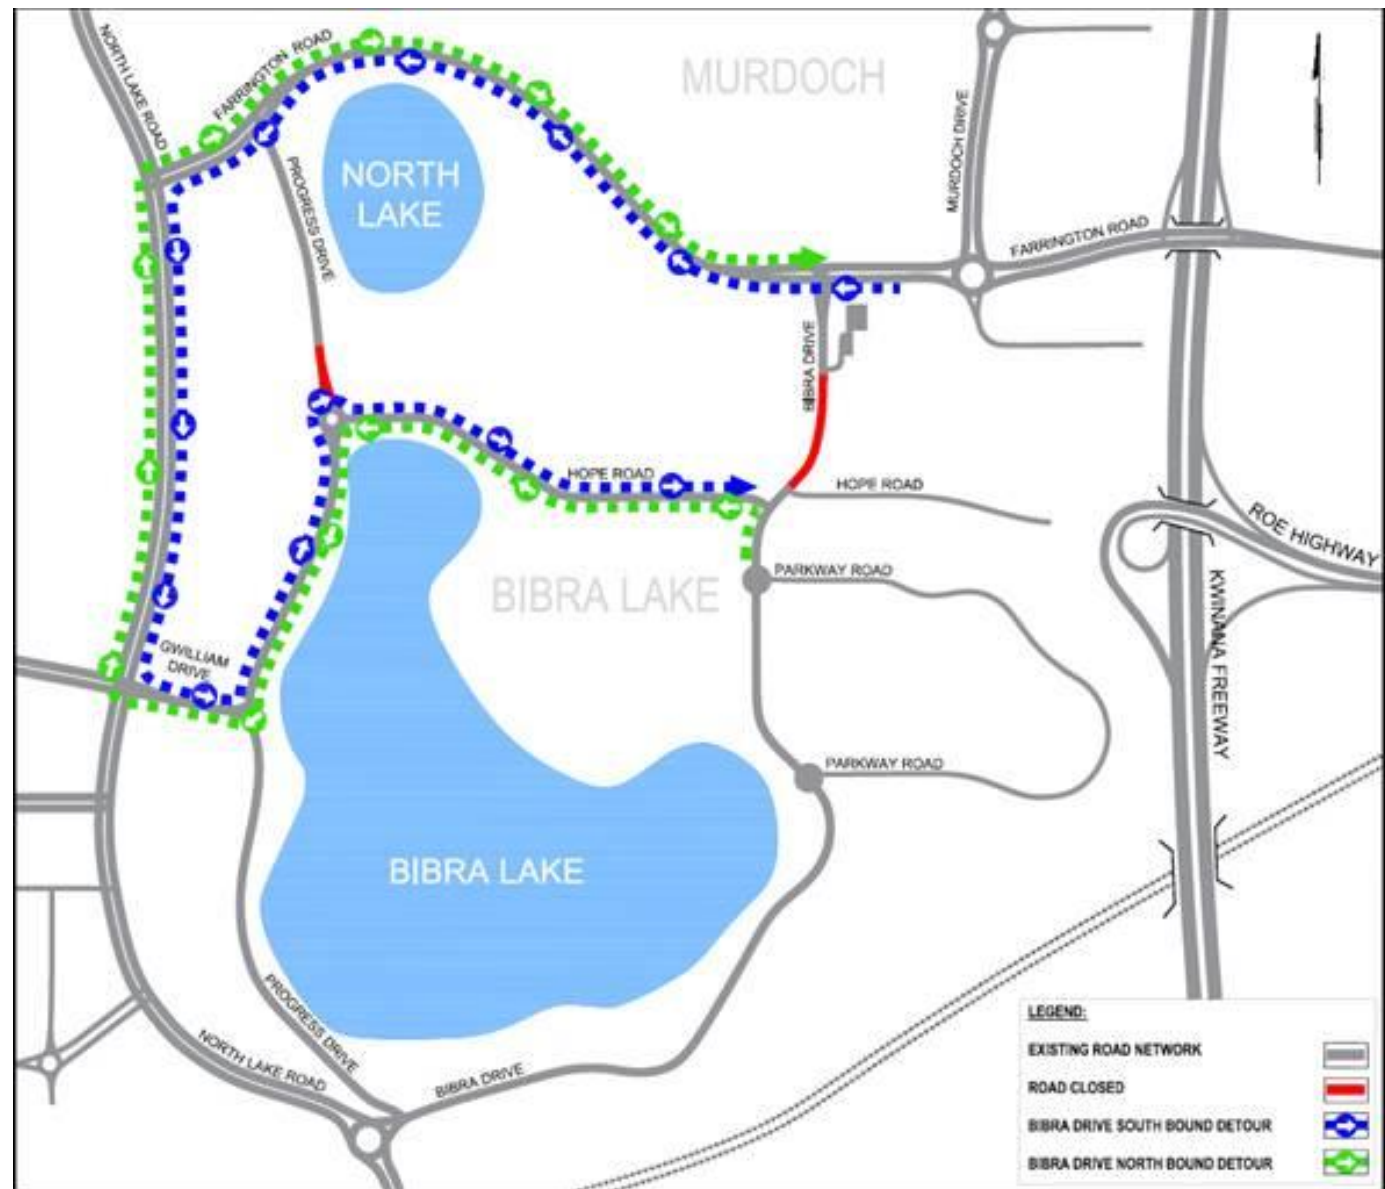 NORTH LAKE ROAD
FARRINGTON ROAD
MURDOCH
MURDOCH DRIVE
NORTH
LAKE
PROGRESS DRIVE
FARRINGTON ROAD
BIBRA DRIVE
HOPE ROAD
HOPE ROAD
ROE HIGHWAY
PARKWAY ROAD
BIBRA LAKE
KWINANA FREEWAY
GWILLIAM
DRIVE
PARKWAY ROAD
BIBRA LAKE
PROGRESS DRIVE
NORTH LAKE ROAD
BIBRA DRIVE
LEGEND:
EXISTING ROAD NETWORK
ROAD CLOSED
BIBRA DRIVE SOUTH BOUND DETOUR
BIBRA DRIVE NORTH BOUND DETOUR